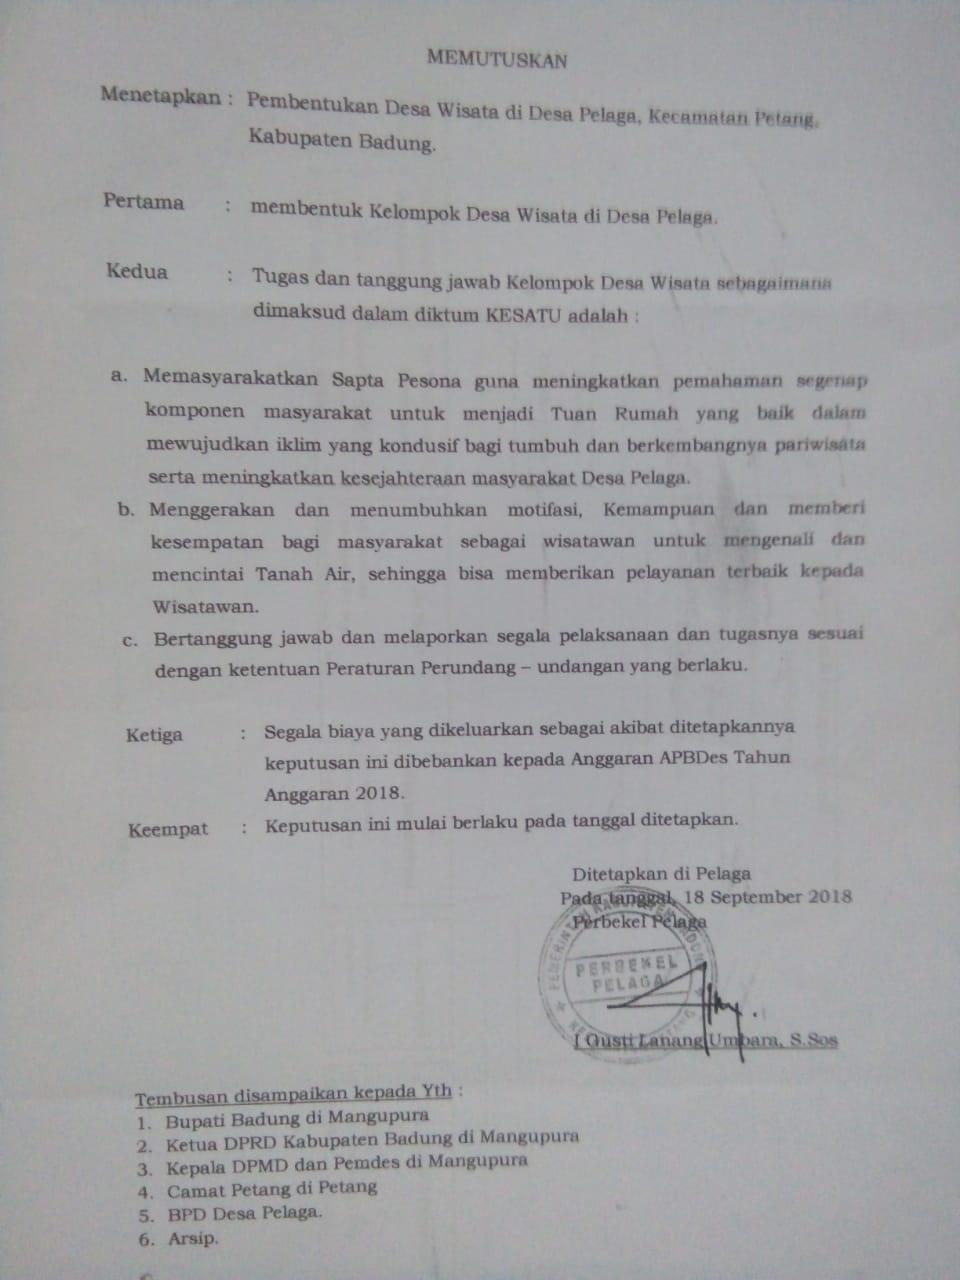 MEMUTUSKAN
Menetapkan : Pembentukan Desa Wisata di Desa Pelaga, Kecamatan Petang,
Kabupaten Badung.
Pertama : membentuk Kelompok Desa Wisata di Desa Pelaga.
Kedua : Tugas dan tanggung jawab Kelompok Desa Wisata sebagaimana
dimaksud dalam diktum KESATU adalah :
a. Memasyarakatkan Sapta Pesona guna meningkatkan pemahaman segenap
komponen masyarakat untuk menjadi Tuan Rumah yang baik dalam
mewujudkan iklim yang kondusif bagi tumbuh dan berkembangnya pariwisata
serta meningkatkan kesejahteraan masyarakat Desa Pelaga.
b. Menggerakan dan menumbuhkan motifasi, Kemampuan dan memberi
kesempatan bagi masyarakat sebagai wisatawan untuk mengenali dan
mencintai Tanah Air, sehingga bisa memberikan pelayanan terbaik kepada
Wisatawan.
c. Bertanggung jawab dan melaporkan segala pelaksanaan dan tugasnya sesuai
dengan ketentuan Peraturan Perundang – undangan yang berlaku.
Ketiga : Segala biaya yang dikeluarkan sebagai akibat ditetapkannya
keputusan ini dibebankan kepada Anggaran APBDes Tahun
Anggaran 2018.
Keempat : Keputusan ini mulai berlaku pada tanggal ditetapkan.
Ditetapkan di Pelaga
Pada tanggal, 18 September 2018
Perbekel Pelaga
PEMERINTAH KABUPATEN BADUNG
PERBEKEL
PELAGA
I Gusti Lanang Umbara, S.Sos
Tembusan disampaikan kepada Yth :
1. Bupati Badung di Mangupura
2. Ketua DPRD Kabupaten Badung di Mangupura
3. Kepala DPMD dan Pemdes di Mangupura
4. Camat Petang di Petang
5. BPD Desa Pelaga.
6. Arsip.